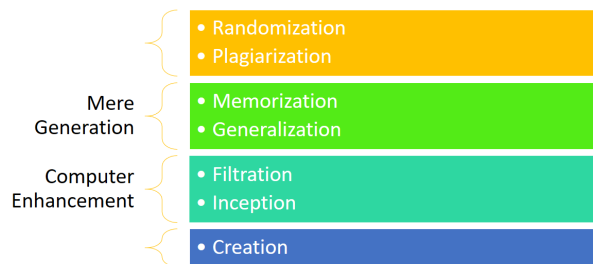 • Randomization
• Plagiarization
Mere
Generation
• Memorization
• Generalization
Computer
Enhancement
• Filtration
• Inception
• Creation